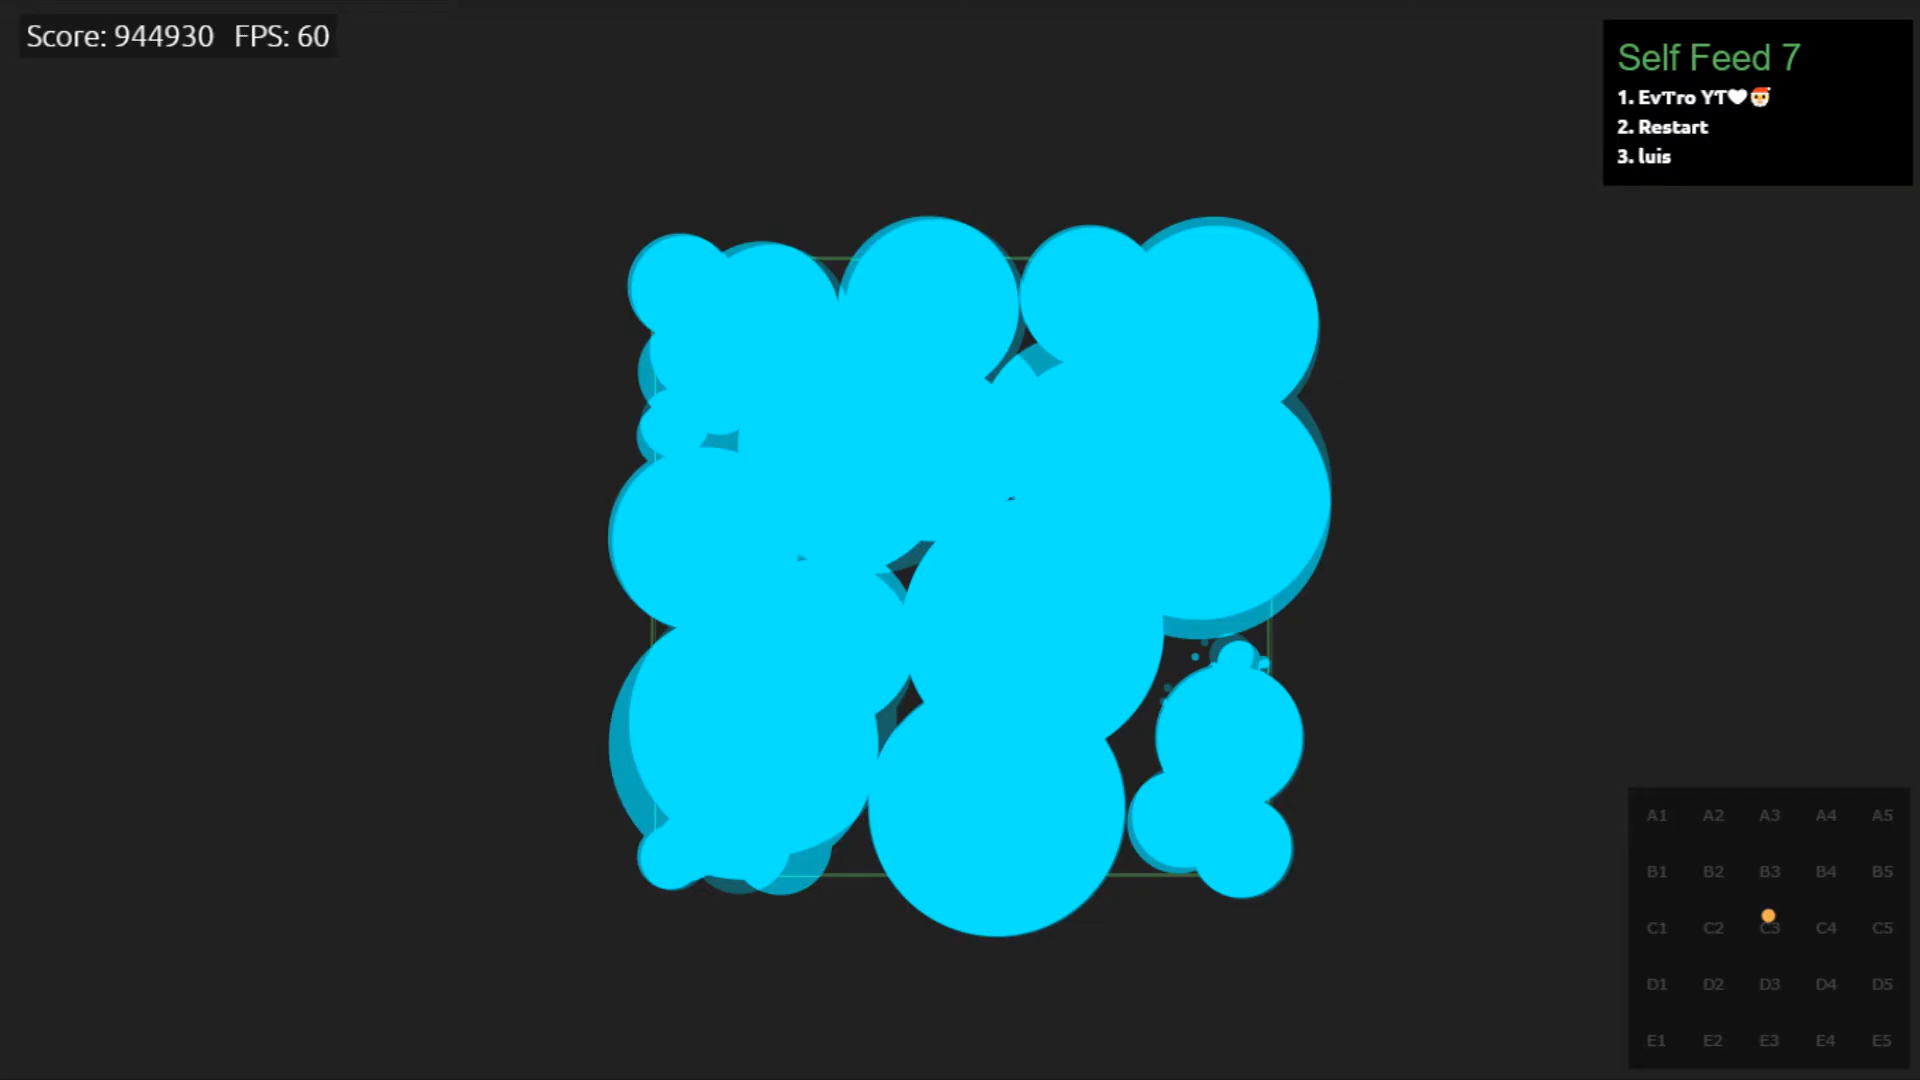 Score: 944930 FPS: 60
Self Feed 7
1. EvTro YT🤍🎅
2. Restart
3. luis
A1 A2 A3 A4 A5
B1 B2 B3 B4 B5
C1 C2 C3 C4 C5
D1 D2 D3 D4 D5
E1 E2 E3 E4 E5